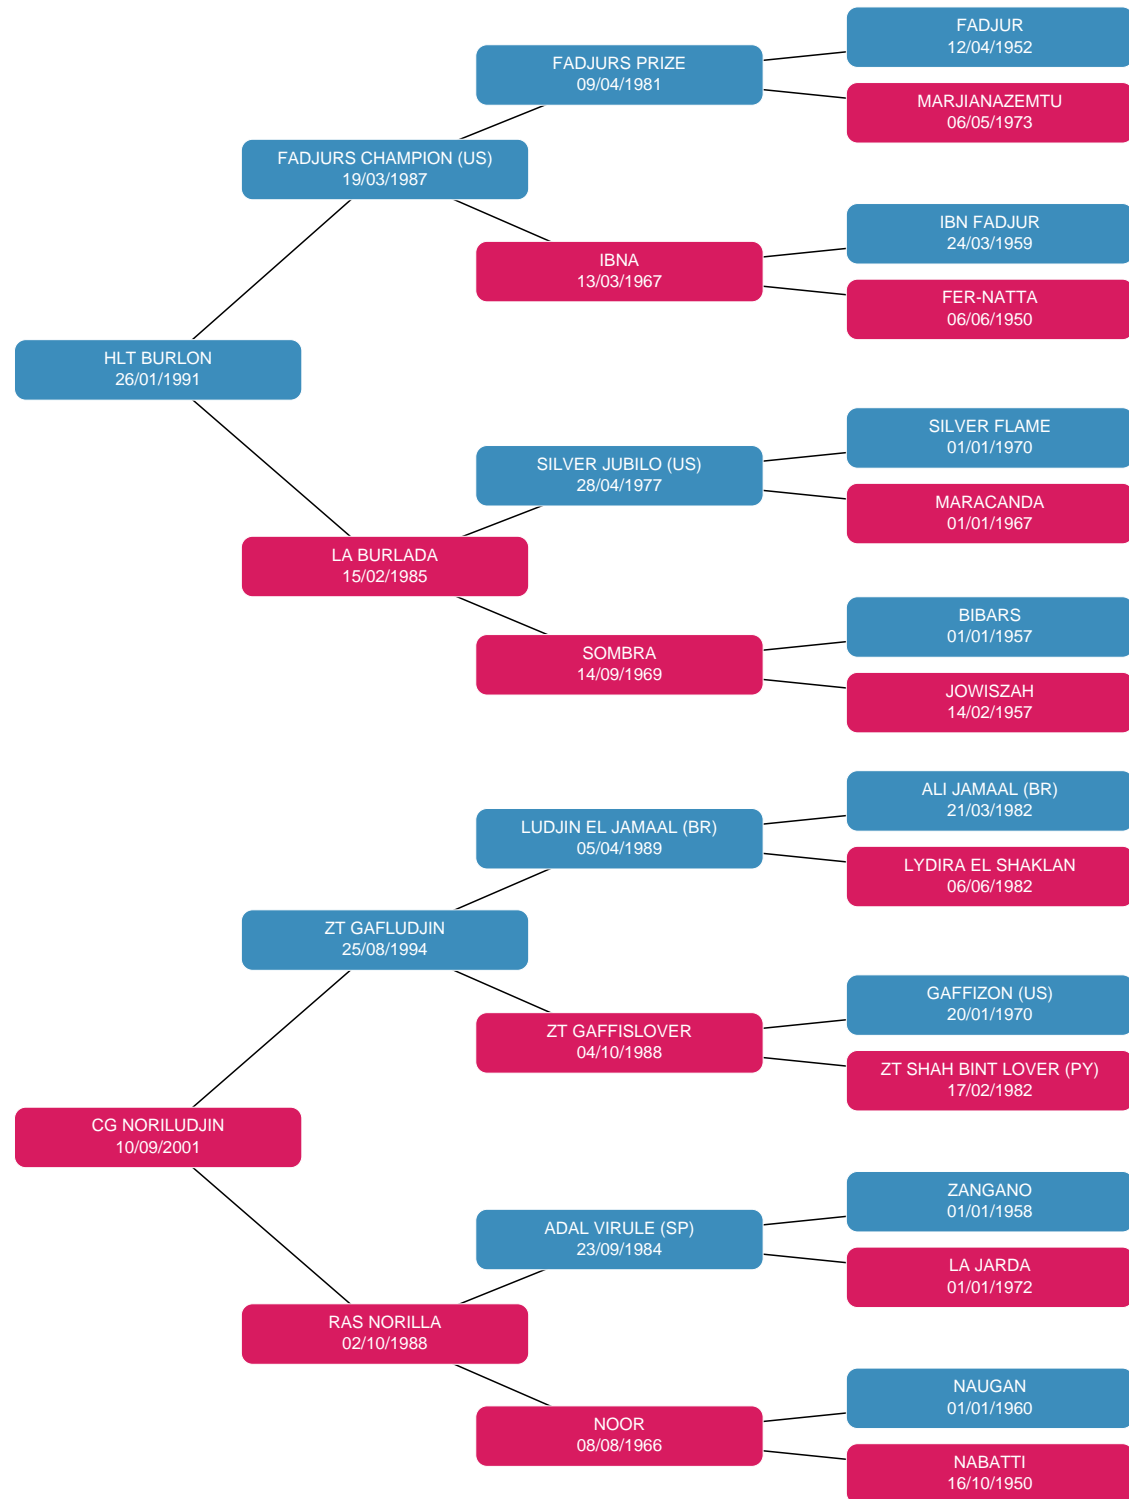 FADJUR
12/04/1952
FADJURS PRIZE
09/04/1981
MARJIANAZEMTU
06/05/1973
FADJURS CHAMPION (US)
19/03/1987
IBN FADJUR
24/03/1959
IBNA
13/03/1967
FER-NATTA
06/06/1950
HLT BURLON
26/01/1991
SILVER FLAME
01/01/1970
SILVER JUBILO (US)
28/04/1977
MARACANDA
01/01/1967
LA BURLADA
15/02/1985
BIBARS
01/01/1957
SOMBRA
14/09/1969
JOWISZAH
14/02/1957
ALI JAMAAL (BR)
21/03/1982
LUDJIN EL JAMAAL (BR)
05/04/1989
LYDIRA EL SHAKLAN
06/06/1982
ZT GAFLUDJIN
25/08/1994
GAFFIZON (US)
20/01/1970
ZT GAFFISLOVER
04/10/1988
ZT SHAH BINT LOVER (PY)
17/02/1982
CG NORILUDJIN
10/09/2001
ZANGANO
01/01/1958
ADAL VIRULE (SP)
23/09/1984
LA JARDA
01/01/1972
RAS NORILLA
02/10/1988
NAUGAN
01/01/1960
NOOR
08/08/1966
NABATTI
16/10/1950